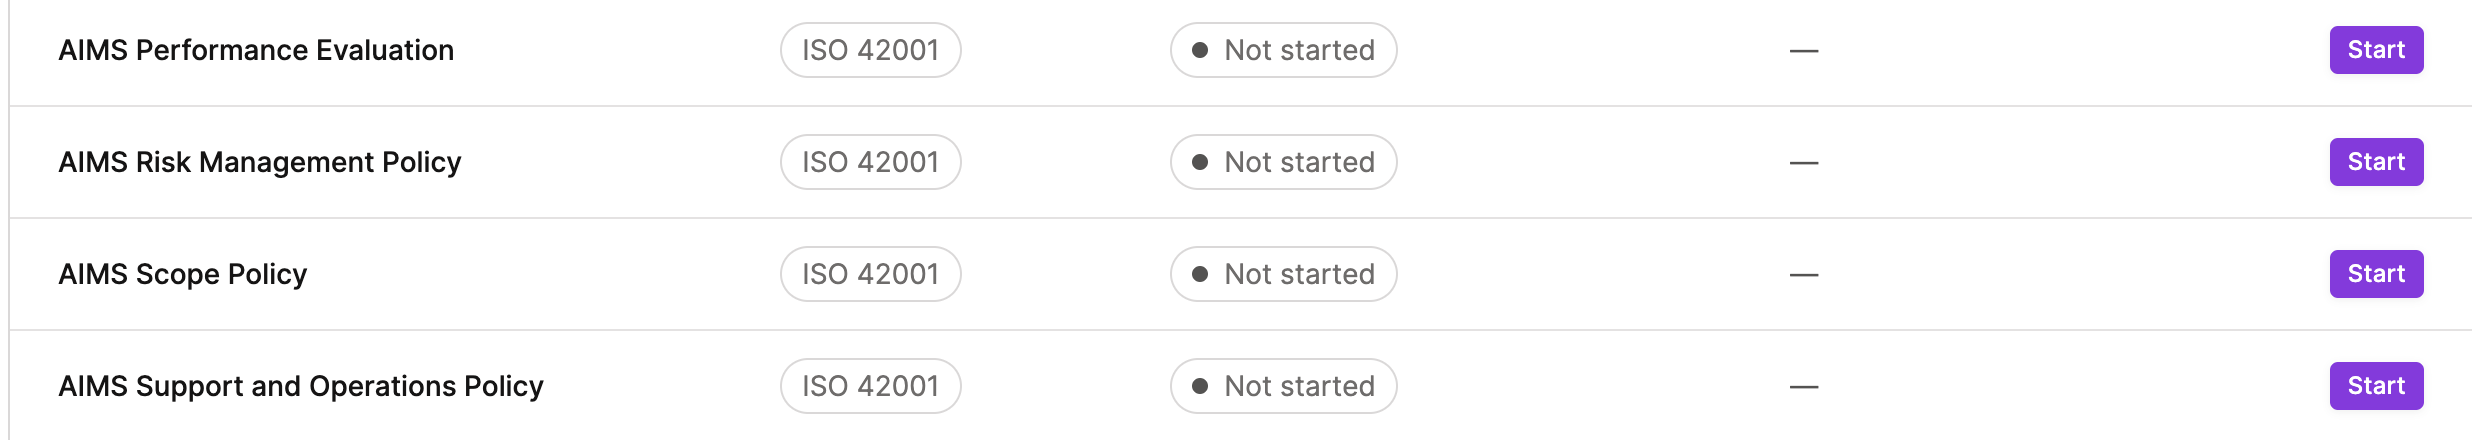 AIMS Performance Evaluation ISO 42001 Not started — Start
AIMS Risk Management Policy ISO 42001 Not started — Start
AIMS Scope Policy ISO 42001 Not started — Start
AIMS Support and Operations Policy ISO 42001 Not started — Start